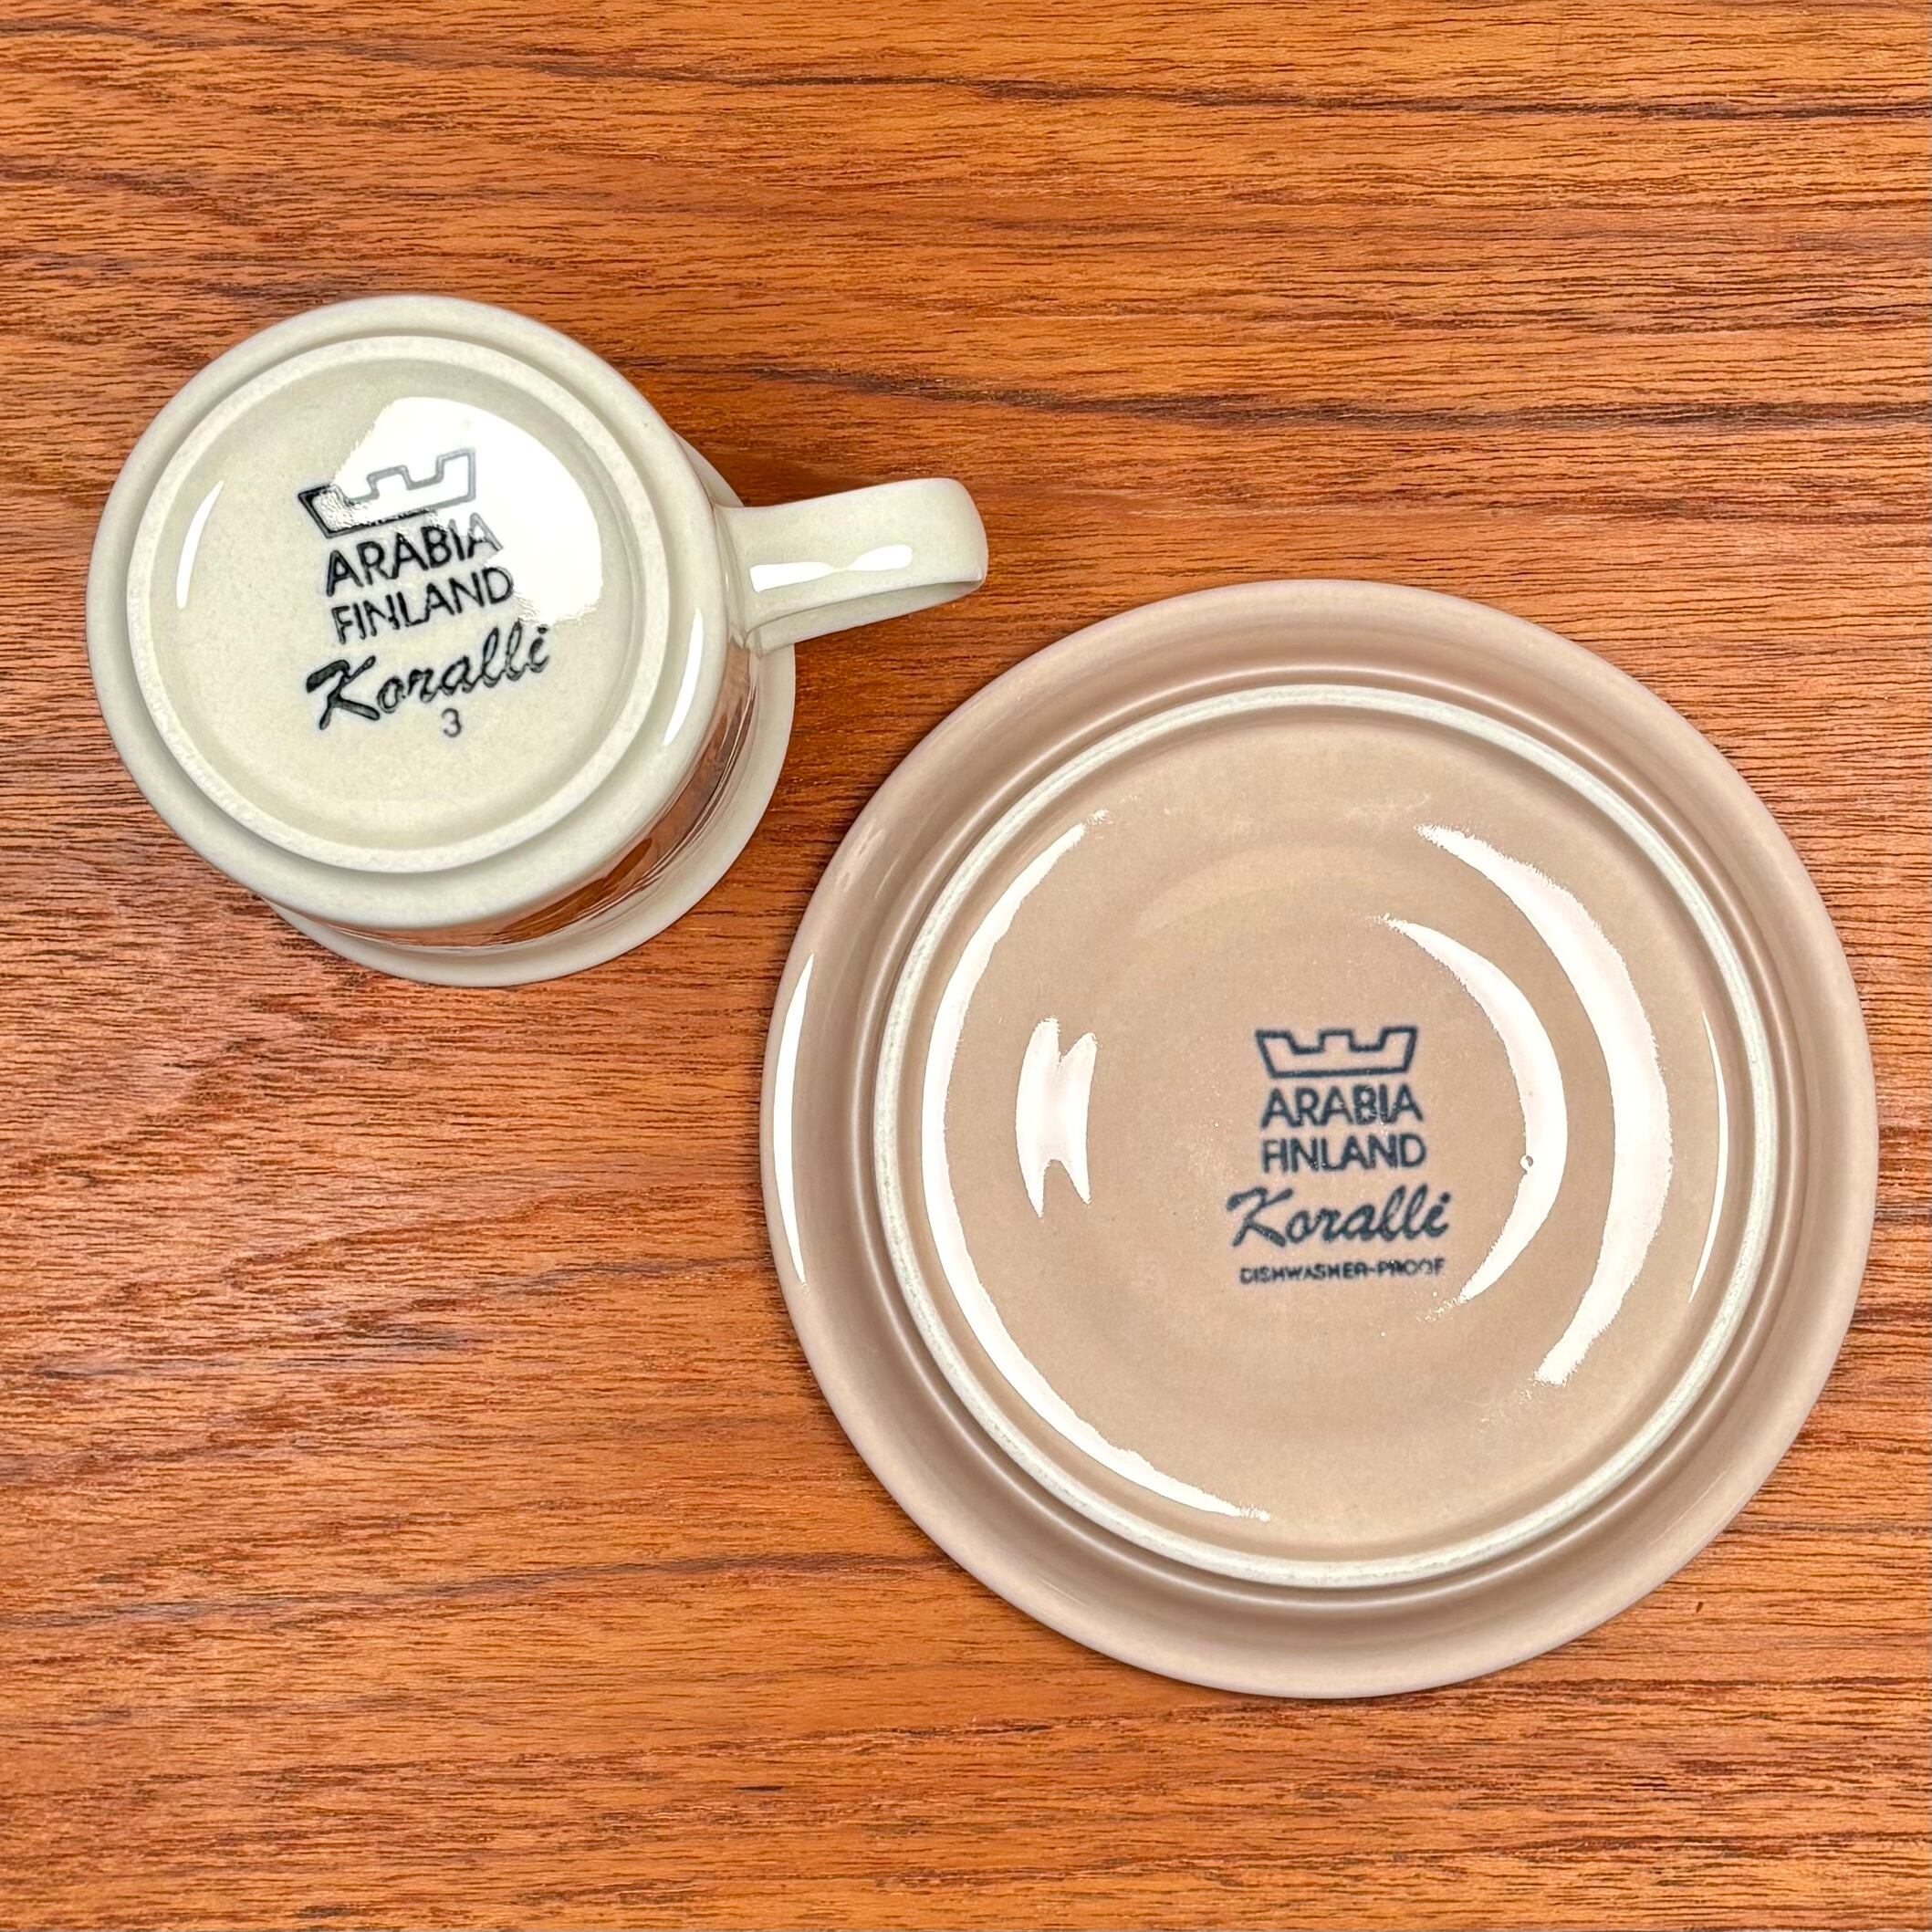 ARABIA
FINLAND
Koralli
3
ARABIA
FINLAND
Koralli
DISHWASHER-PROOF